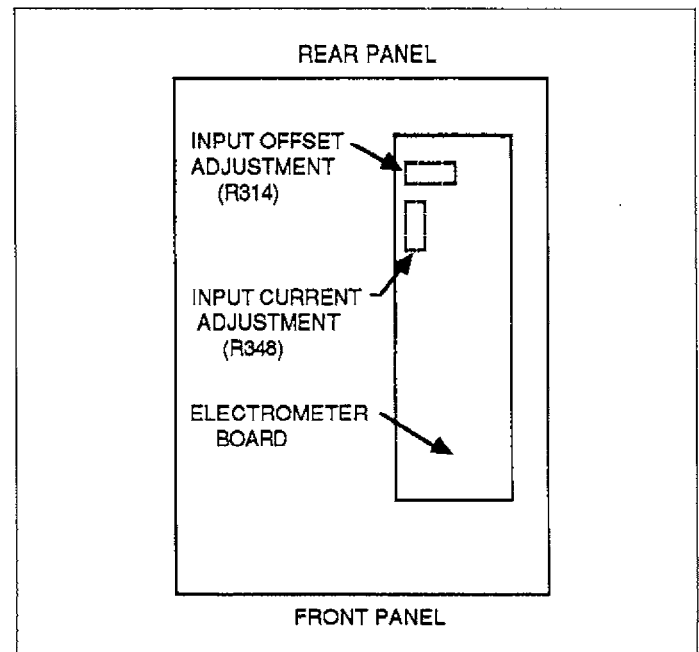 REAR PANEL
INPUT OFFSET
ADJUSTMENT
(R314)
INPUT CURRENT
ADJUSTMENT
(R348)
ELECTROMETER
BOARD
FRONT PANEL